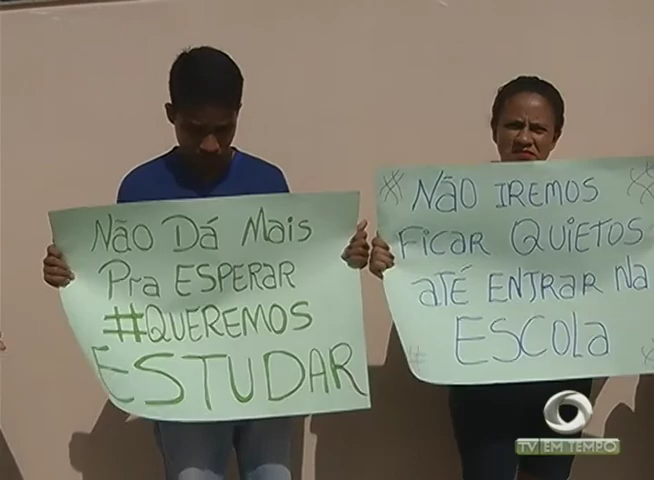 Não Dá Mais
Pra ESPERAR
#QUEREMOS
ESTUDAR
NÃO IREMOS
FICAR QUIETOS
ATÉ ENTRAR NA
ESCOLA
TV EM TEMPO